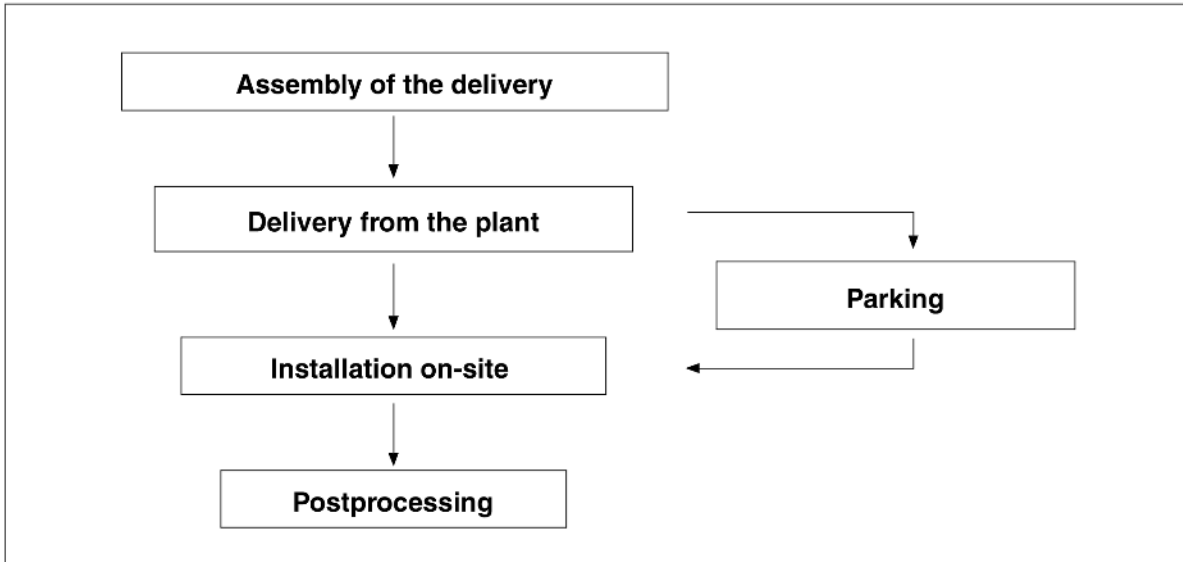 Assembly of the delivery
Delivery from the plant
Parking
Installation on-site
Postprocessing